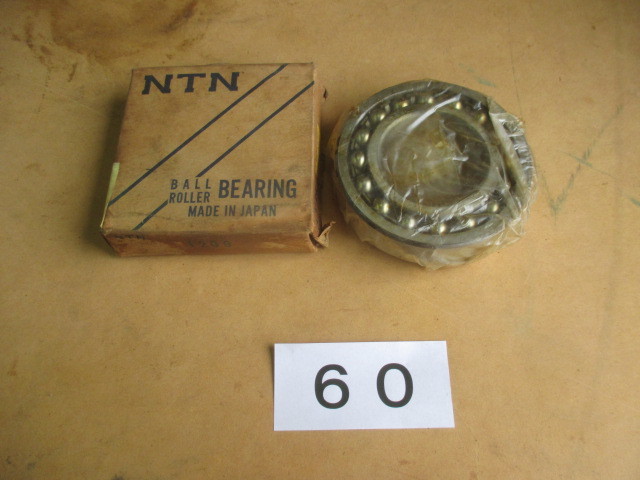 NTN
BALL
ROLLER BEARING
MADE IN JAPAN
60